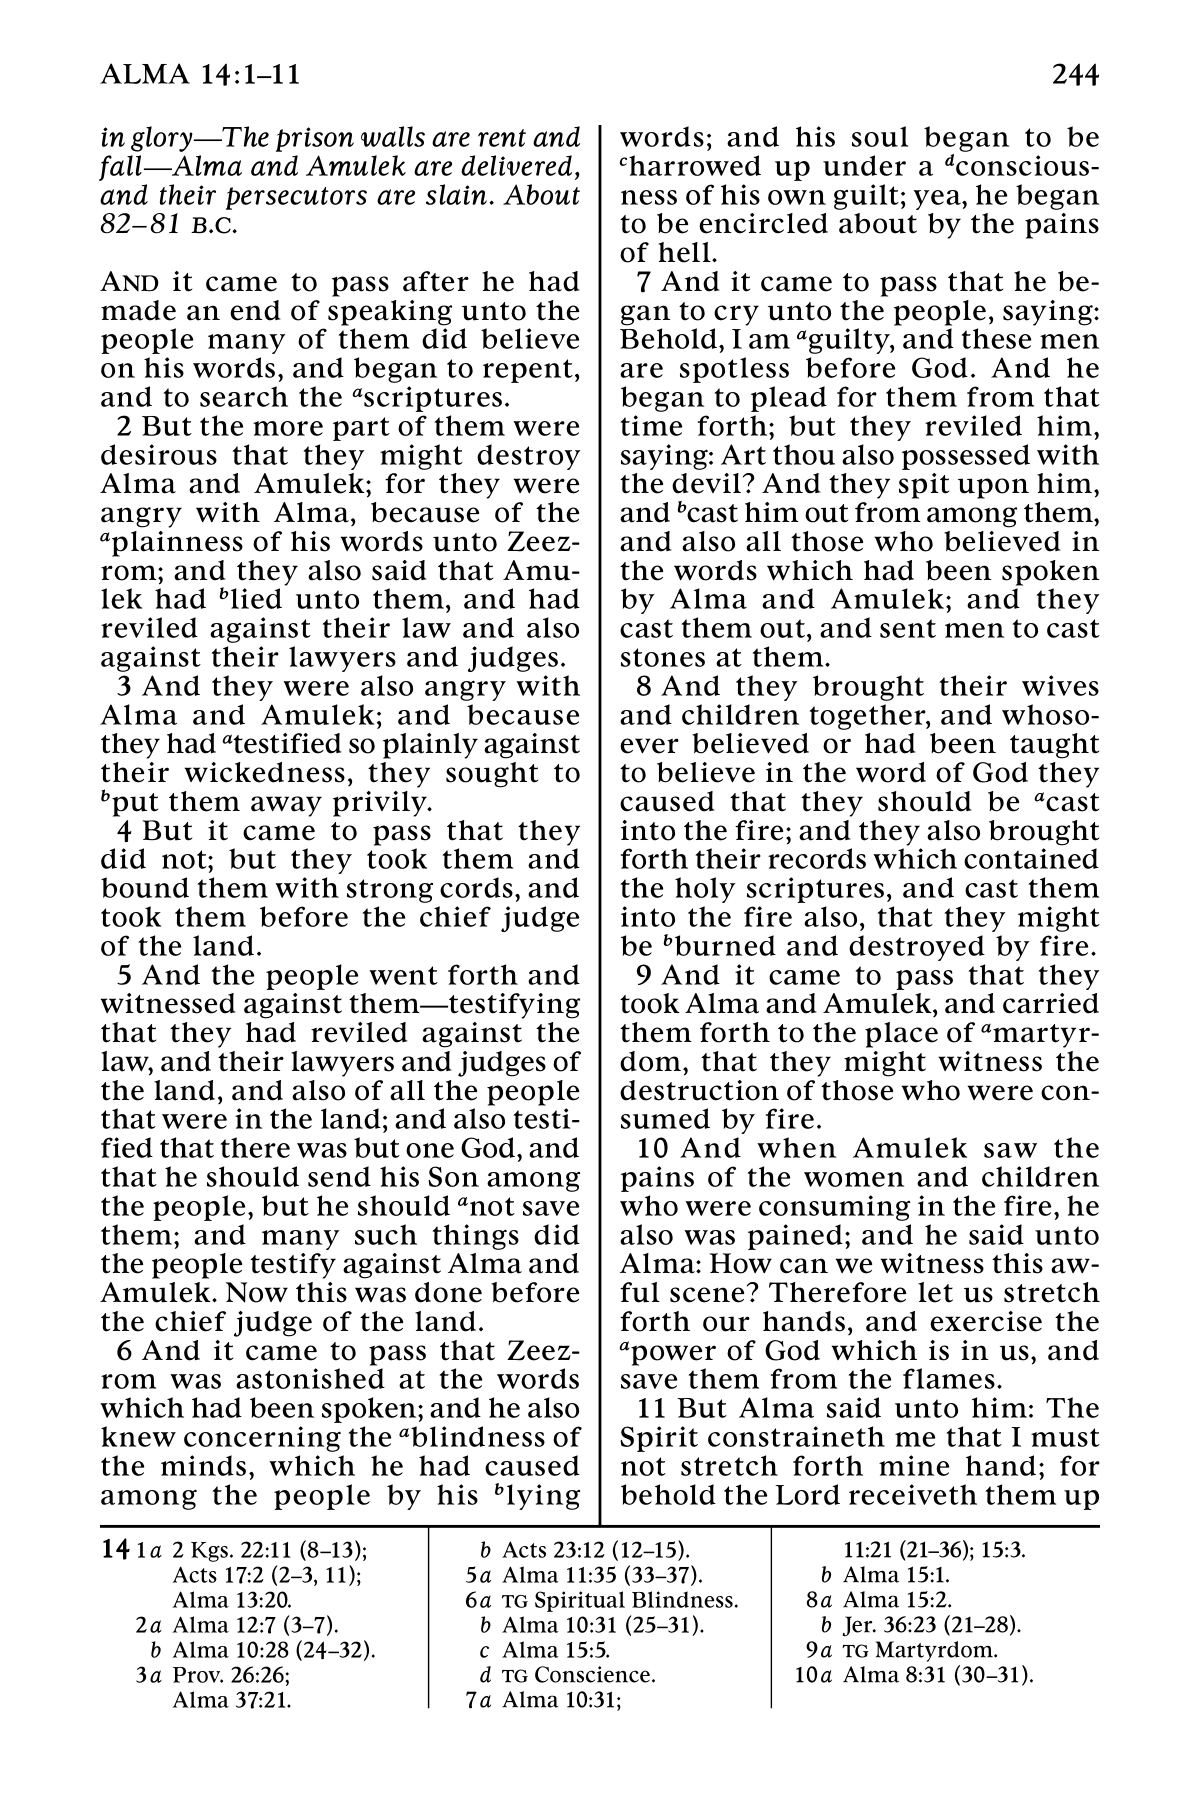 ALMA 14:1–11
244
in glory—The prison walls are rent and
fall—Alma and Amulek are delivered,
and their persecutors are slain. About
82–81 B.C.
AND it came to pass after he had
made an end of speaking unto the
people many of them did believe
on his words, and began to repent,
and to search the ascriptures.
2 But the more part of them were
desirous that they might destroy
Alma and Amulek; for they were
angry with Alma, because of the
aplainness of his words unto Zeez-
rom; and they also said that Amu-
lek had blied unto them, and had
reviled against their law and also
against their lawyers and judges.
3 And they were also angry with
Alma and Amulek; and because
they had atestified so plainly against
their wickedness, they sought to
bput them away privily.
4 But it came to pass that they
did not; but they took them and
bound them with strong cords, and
took them before the chief judge
of the land.
5 And the people went forth and
witnessed against them—testifying
that they had reviled against the
law, and their lawyers and judges of
the land, and also of all the people
that were in the land; and also testi-
fied that there was but one God, and
that he should send his Son among
the people, but he should anot save
them; and many such things did
the people testify against Alma and
Amulek. Now this was done before
the chief judge of the land.
6 And it came to pass that Zeez-
rom was astonished at the words
which had been spoken; and he also
knew concerning the ablindness of
the minds, which he had caused
among the people by his blying
words; and his soul began to be
charrowed up under a dconscious-
ness of his own guilt; yea, he began
to be encircled about by the pains
of hell.
7 And it came to pass that he be-
gan to cry unto the people, saying:
Behold, I am aguilty, and these men
are spotless before God. And he
began to plead for them from that
time forth; but they reviled him,
saying: Art thou also possessed with
the devil? And they spit upon him,
and bcast him out from among them,
and also all those who believed in
the words which had been spoken
by Alma and Amulek; and they
cast them out, and sent men to cast
stones at them.
8 And they brought their wives
and children together, and whoso-
ever believed or had been taught
to believe in the word of God they
caused that they should be acast
into the fire; and they also brought
forth their records which contained
the holy scriptures, and cast them
into the fire also, that they might
be bburned and destroyed by fire.
9 And it came to pass that they
took Alma and Amulek, and carried
them forth to the place of amartyr-
dom, that they might witness the
destruction of those who were con-
sumed by fire.
10 And when Amulek saw the
pains of the women and children
who were consuming in the fire, he
also was pained; and he said unto
Alma: How can we witness this aw-
ful scene? Therefore let us stretch
forth our hands, and exercise the
apower of God which is in us, and
save them from the flames.
11 But Alma said unto him: The
Spirit constraineth me that I must
not stretch forth mine hand; for
behold the Lord receiveth them up
14 1a 2 Kgs. 22:11 (8–13);
Acts 17:2 (2–3, 11);
Alma 13:20.
2a Alma 12:7 (3–7).
b Alma 10:28 (24–32).
3a Prov. 26:26;
Alma 37:21.
b Acts 23:12 (12–15).
5a Alma 11:35 (33–37).
6a TG Spiritual Blindness.
b Alma 10:31 (25–31).
c Alma 15:5.
d TG Conscience.
7a Alma 10:31;
11:21 (21–36); 15:3.
b Alma 15:1.
8a Alma 15:2.
b Jer. 36:23 (21–28).
9a TG Martyrdom.
10a Alma 8:31 (30–31).